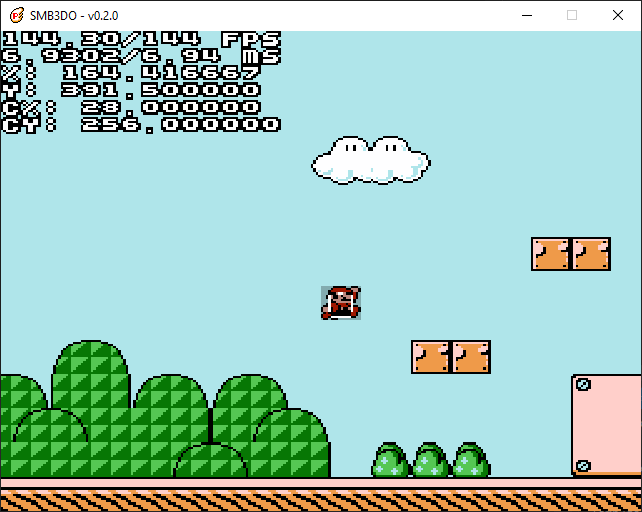 SMB3DO - v0.2.0
144.30/144 FPS
6.9302/6.94 MS
X: 164.416667
Y: 391.500000
CX: 28.000000
CY: 256.000000